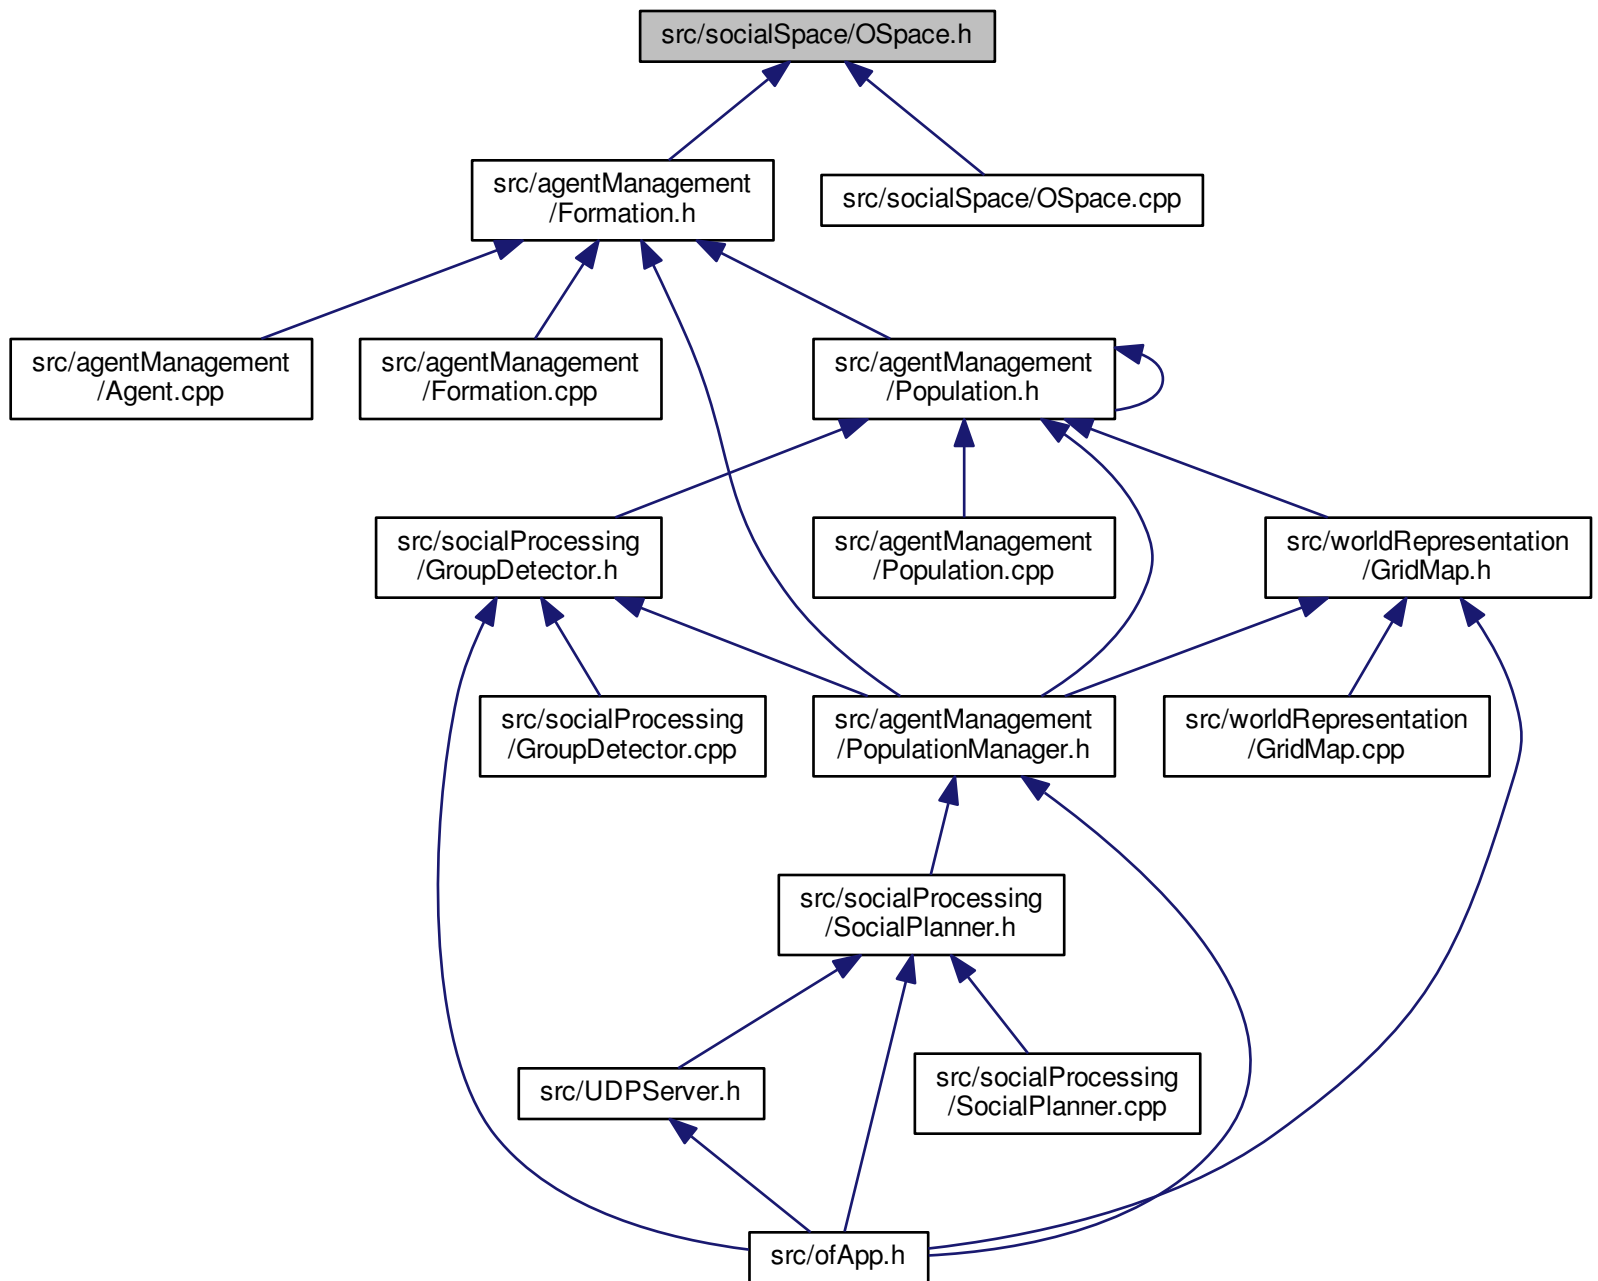 src/socialSpace/OSpace.h
src/agentManagement
/Formation.h
src/socialSpace/OSpace.cpp
src/agentManagement
/Agent.cpp
src/agentManagement
/Formation.cpp
src/agentManagement
/Population.h
src/socialProcessing
/GroupDetector.h
src/agentManagement
/Population.cpp
src/worldRepresentation
/GridMap.h
src/socialProcessing
/GroupDetector.cpp
src/agentManagement
/PopulationManager.h
src/worldRepresentation
/GridMap.cpp
src/socialProcessing
/SocialPlanner.h
src/UDPServer.h
src/socialProcessing
/SocialPlanner.cpp
src/ofApp.h